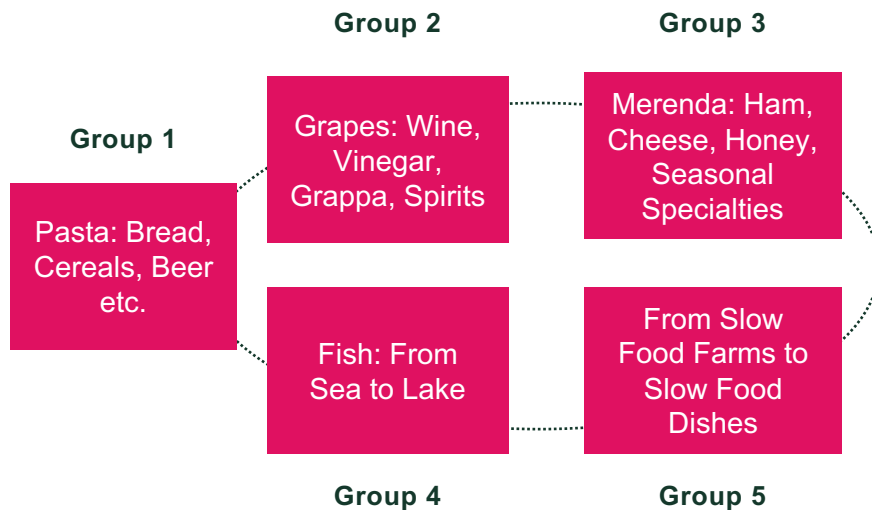 Group 1
Pasta: Bread,
Cereals, Beer
etc.
Group 2
Grapes: Wine,
Vinegar,
Grappa, Spirits
Group 3
Merenda: Ham,
Cheese, Honey,
Seasonal
Specialties
Fish: From
Sea to Lake
Group 4
From Slow
Food Farms to
Slow Food
Dishes
Group 5